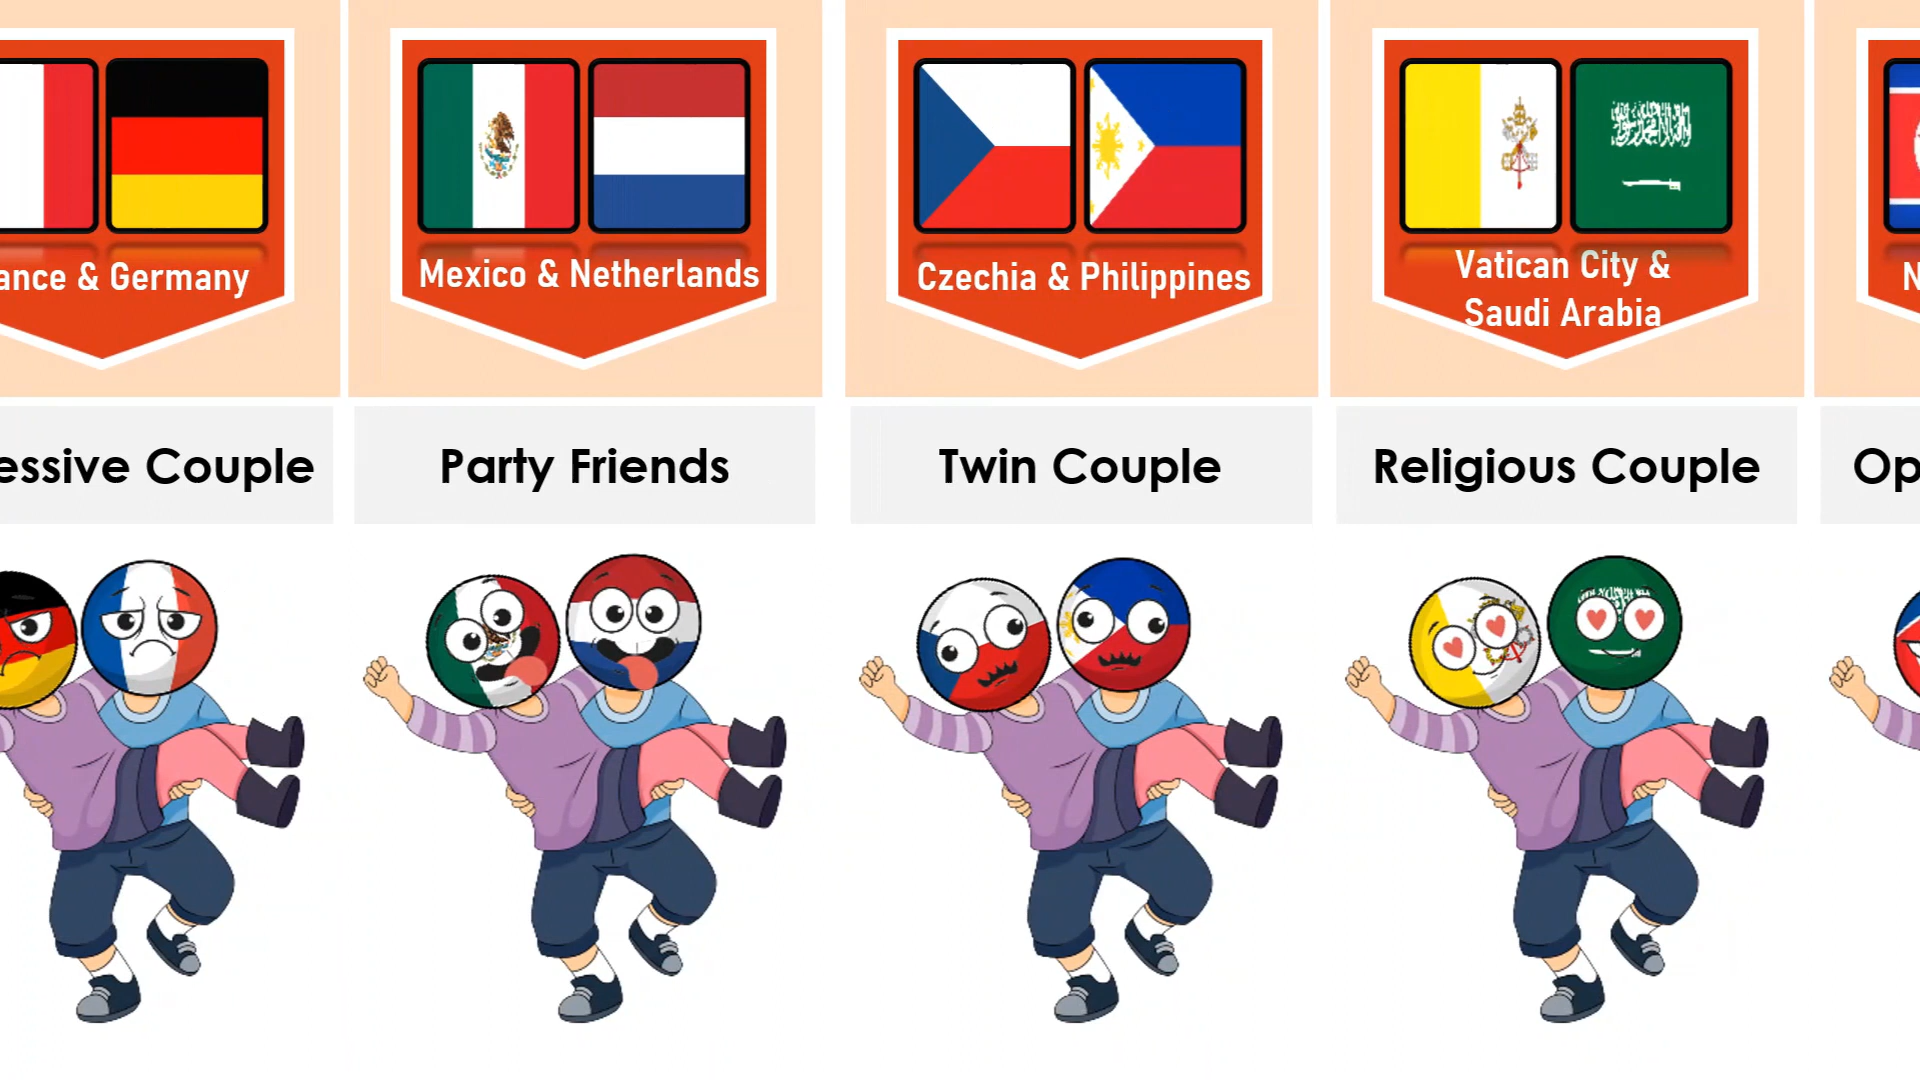 ance & Germany
Mexico & Netherlands
Czechia & Philippines
Vatican City &
Saudi Arabia
N
essive Couple
Party Friends
Twin Couple
Religious Couple
Op